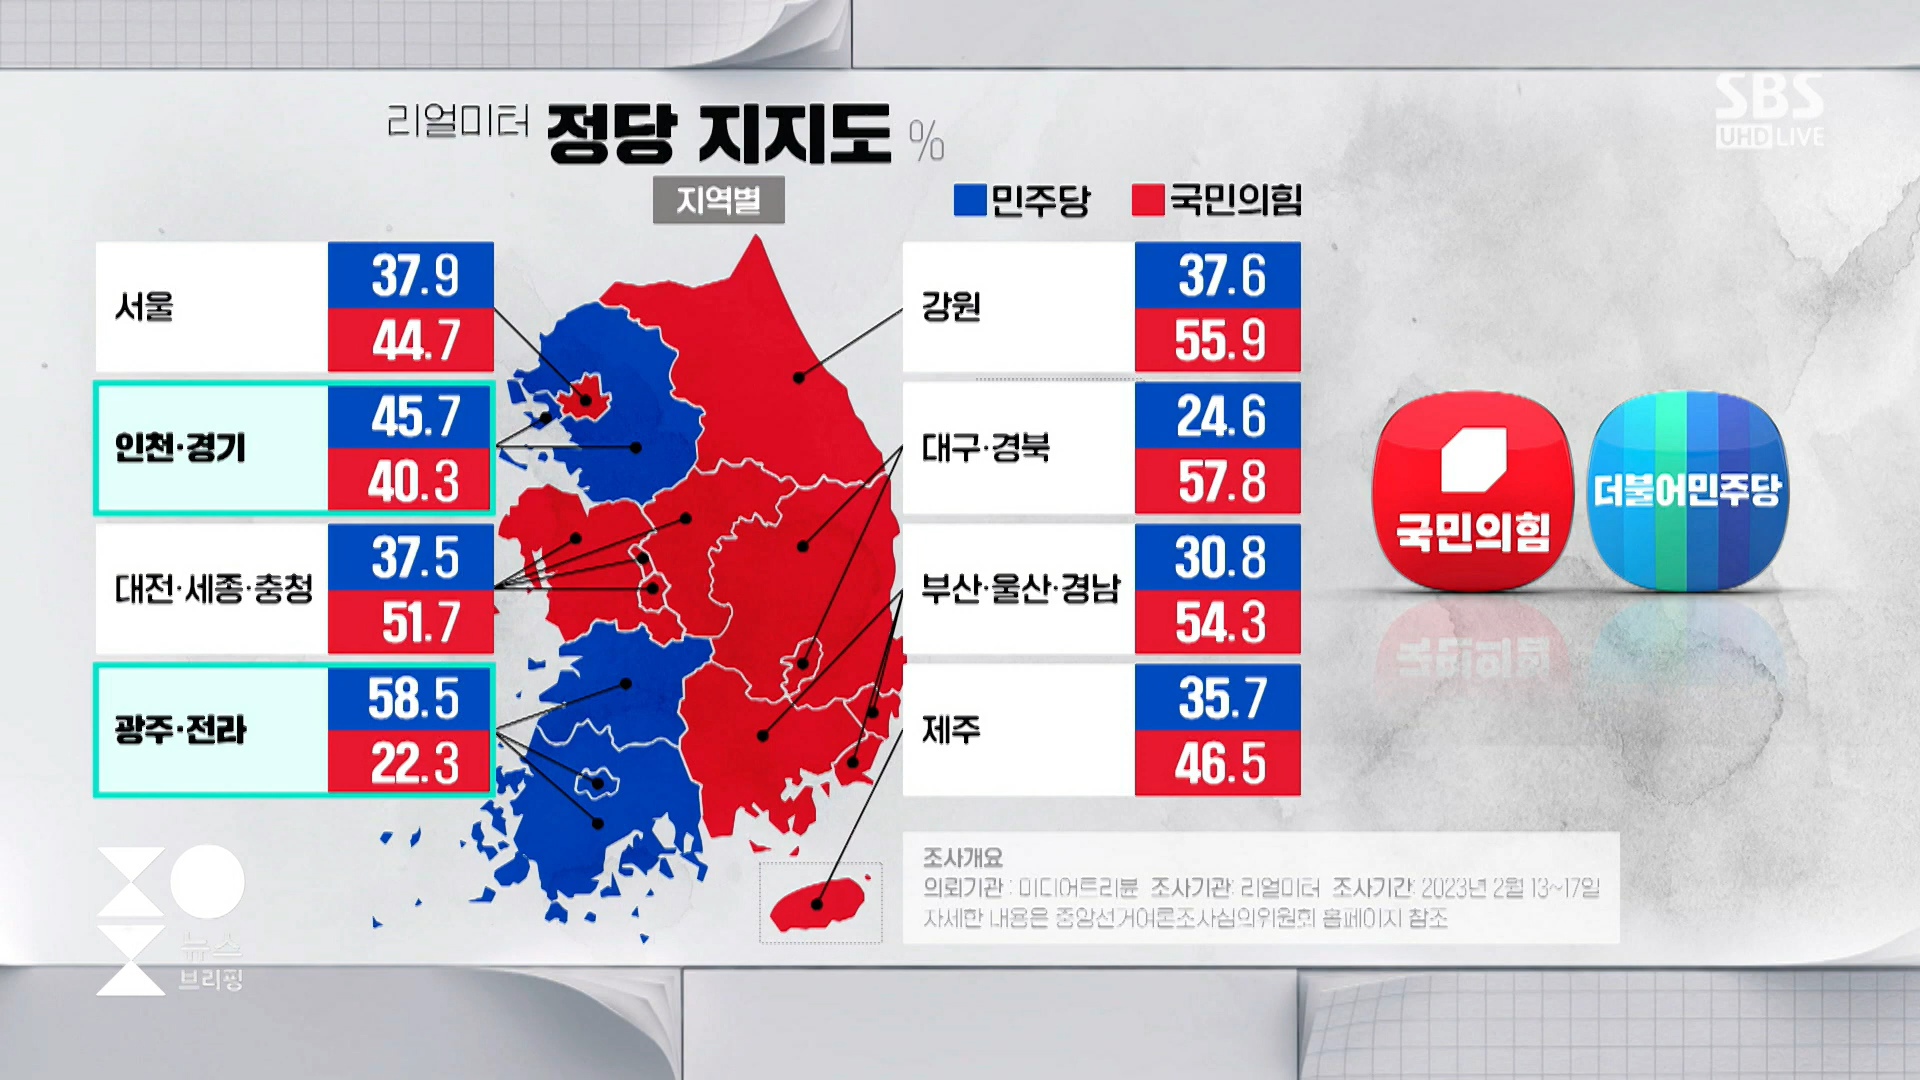 SBS
UHD LIVE
리얼미터 정당 지지도 %
지역별
민주당 국민의힘
서울
37.9
44.7
인천·경기
45.7
40.3
대전·세종·충청
37.5
51.7
광주·전라
58.5
22.3
강원
37.6
55.9
대구·경북
24.6
57.8
부산·울산·경남
30.8
54.3
제주
35.7
46.5
국민의힘
더불어민주당
조사개요
의뢰기관 : 미디어트리뷴 조사기관: 리얼미터 조사기간: 2023년 2월 13~17일
자세한 내용은 중앙선거여론조사심의위원회 홈페이지 참조
뉴스
브리핑